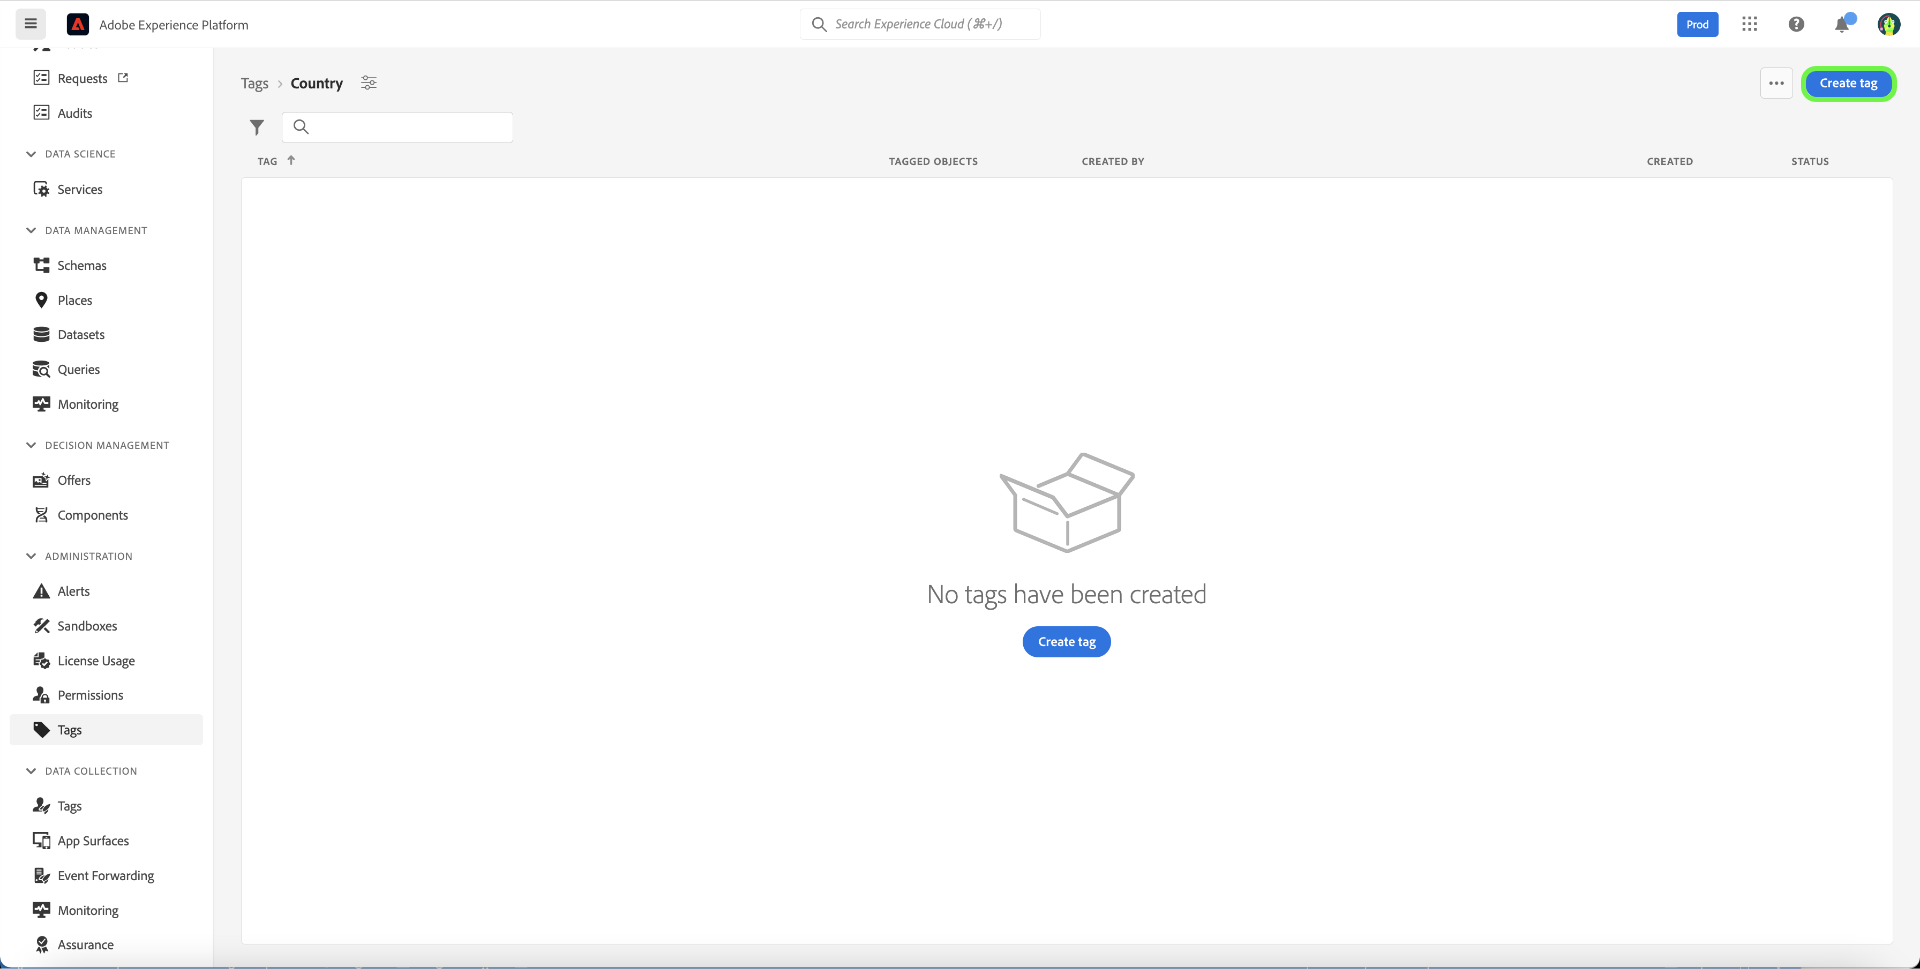 Adobe Experience Platform
Search Experience Cloud (⌘+/)
Prod
Requests
Audits
DATA SCIENCE
Services
DATA MANAGEMENT
Schemas
Places
Datasets
Queries
Monitoring
DECISION MANAGEMENT
Offers
Components
ADMINISTRATION
Alerts
Sandboxes
License Usage
Permissions
Tags
DATA COLLECTION
Tags
App Surfaces
Event Forwarding
Monitoring
Assurance
Tags › Country
Create tag
TAG ↑ TAGGED OBJECTS CREATED BY CREATED STATUS
No tags have been created
Create tag